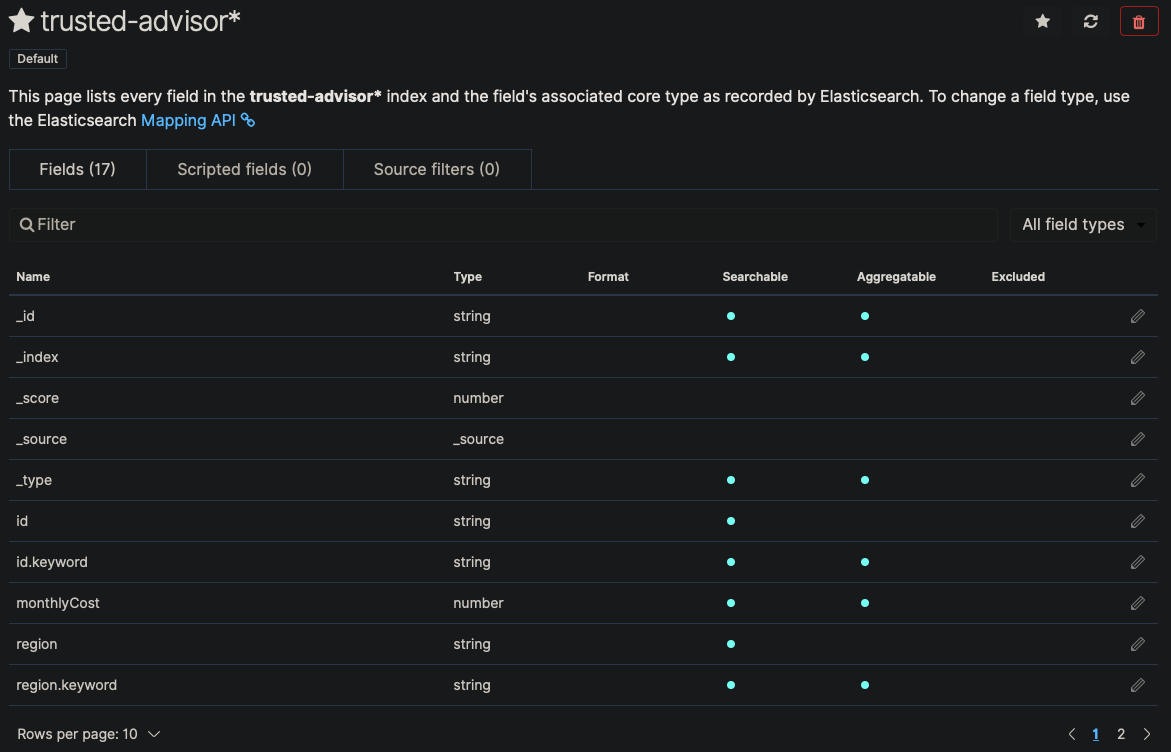 trusted-advisor*
Default
This page lists every field in the trusted-advisor* index and the field's associated core type as recorded by Elasticsearch. To change a field type, use
the Elasticsearch Mapping API
Fields (17) Scripted fields (0) Source filters (0)
Filter All field types
Name Type Format Searchable Aggregatable Excluded
_id string
_index string
_score number
_source _source
_type string
id string
id.keyword string
monthlyCost number
region string
region.keyword string
Rows per page: 10 1 2